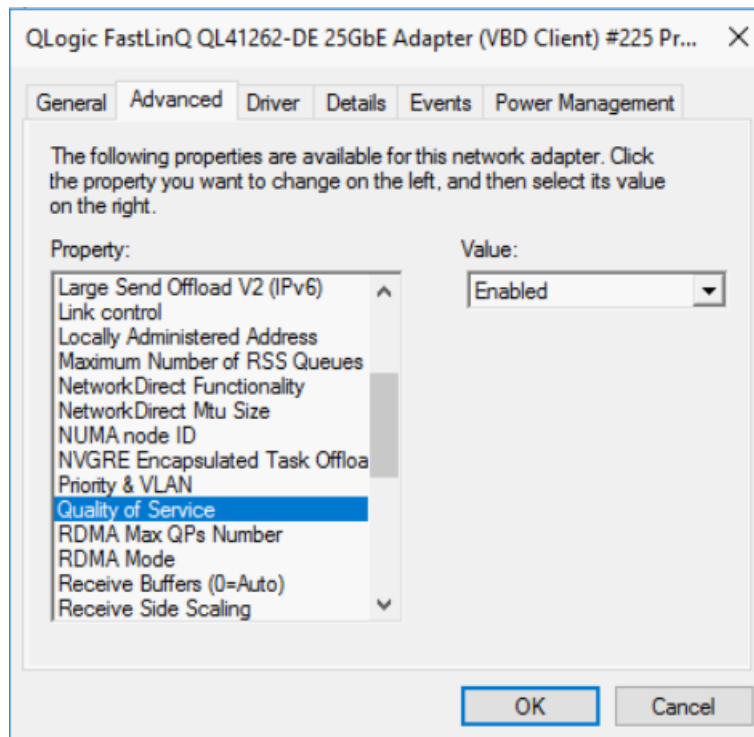 QLogic FastLinQ QL41262-DE 25GbE Adapter (VBD Client) #225 Pr...
General Advanced Driver Details Events Power Management
The following properties are available for this network adapter. Click
the property you want to change on the left, and then select its value
on the right.
Property: Value:
Large Send Offload V2 (IPv6) Enabled
Link control
Locally Administered Address
Maximum Number of RSS Queues
NetworkDirect Functionality
NetworkDirect Mtu Size
NUMA node ID
NVGRE Encapsulated Task Offloa
Priority & VLAN
Quality of Service
RDMA Max QPs Number
RDMA Mode
Receive Buffers (0=Auto)
Receive Side Scaling
OK Cancel